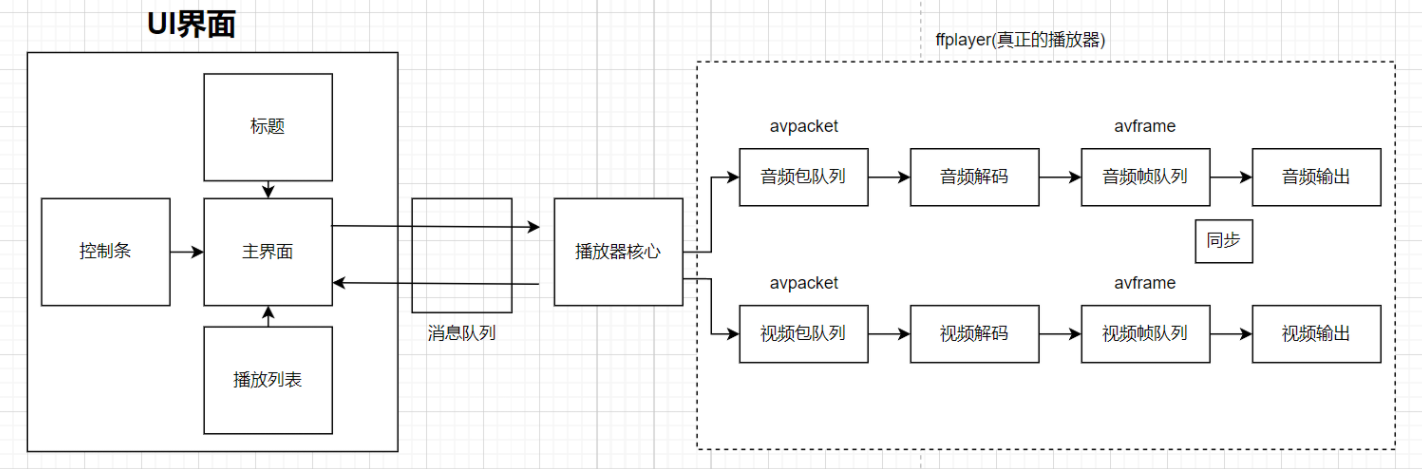 UI界面
标题
控制条
主界面
播放列表
消息队列
播放器核心
ffplayer(真正的播放器)
avpacket
avframe
音频包队列
音频解码
音频帧队列
音频输出
同步
avpacket
avframe
视频包队列
视频解码
视频帧队列
视频输出